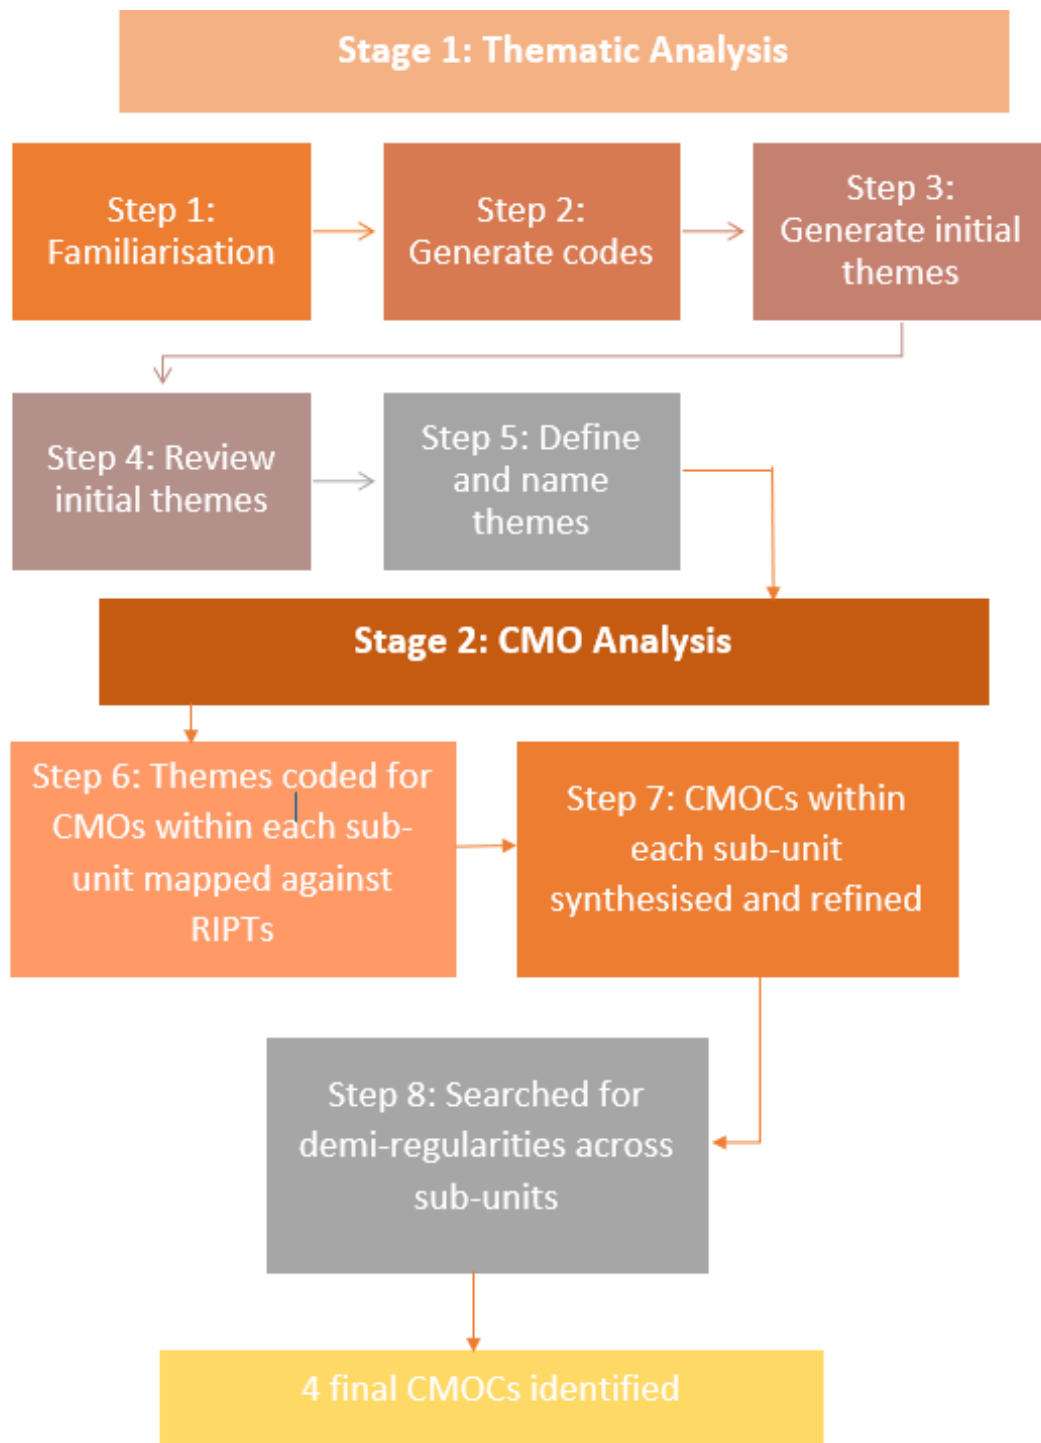 Stage 1: Thematic Analysis
Step 1:
Familiarisation
Step 2:
Generate codes
Step 3:
Generate initial
themes
Step 4: Review
initial themes
Step 5: Define
and name
themes
Stage 2: CMO Analysis
Step 6: Themes coded for
CMOs within each sub-
unit mapped against
RIPTs
Step 7: CMOCs within
each sub-unit
synthesised and refined
Step 8: Searched for
demi-regularities across
sub-units
4 final CMOCs identified